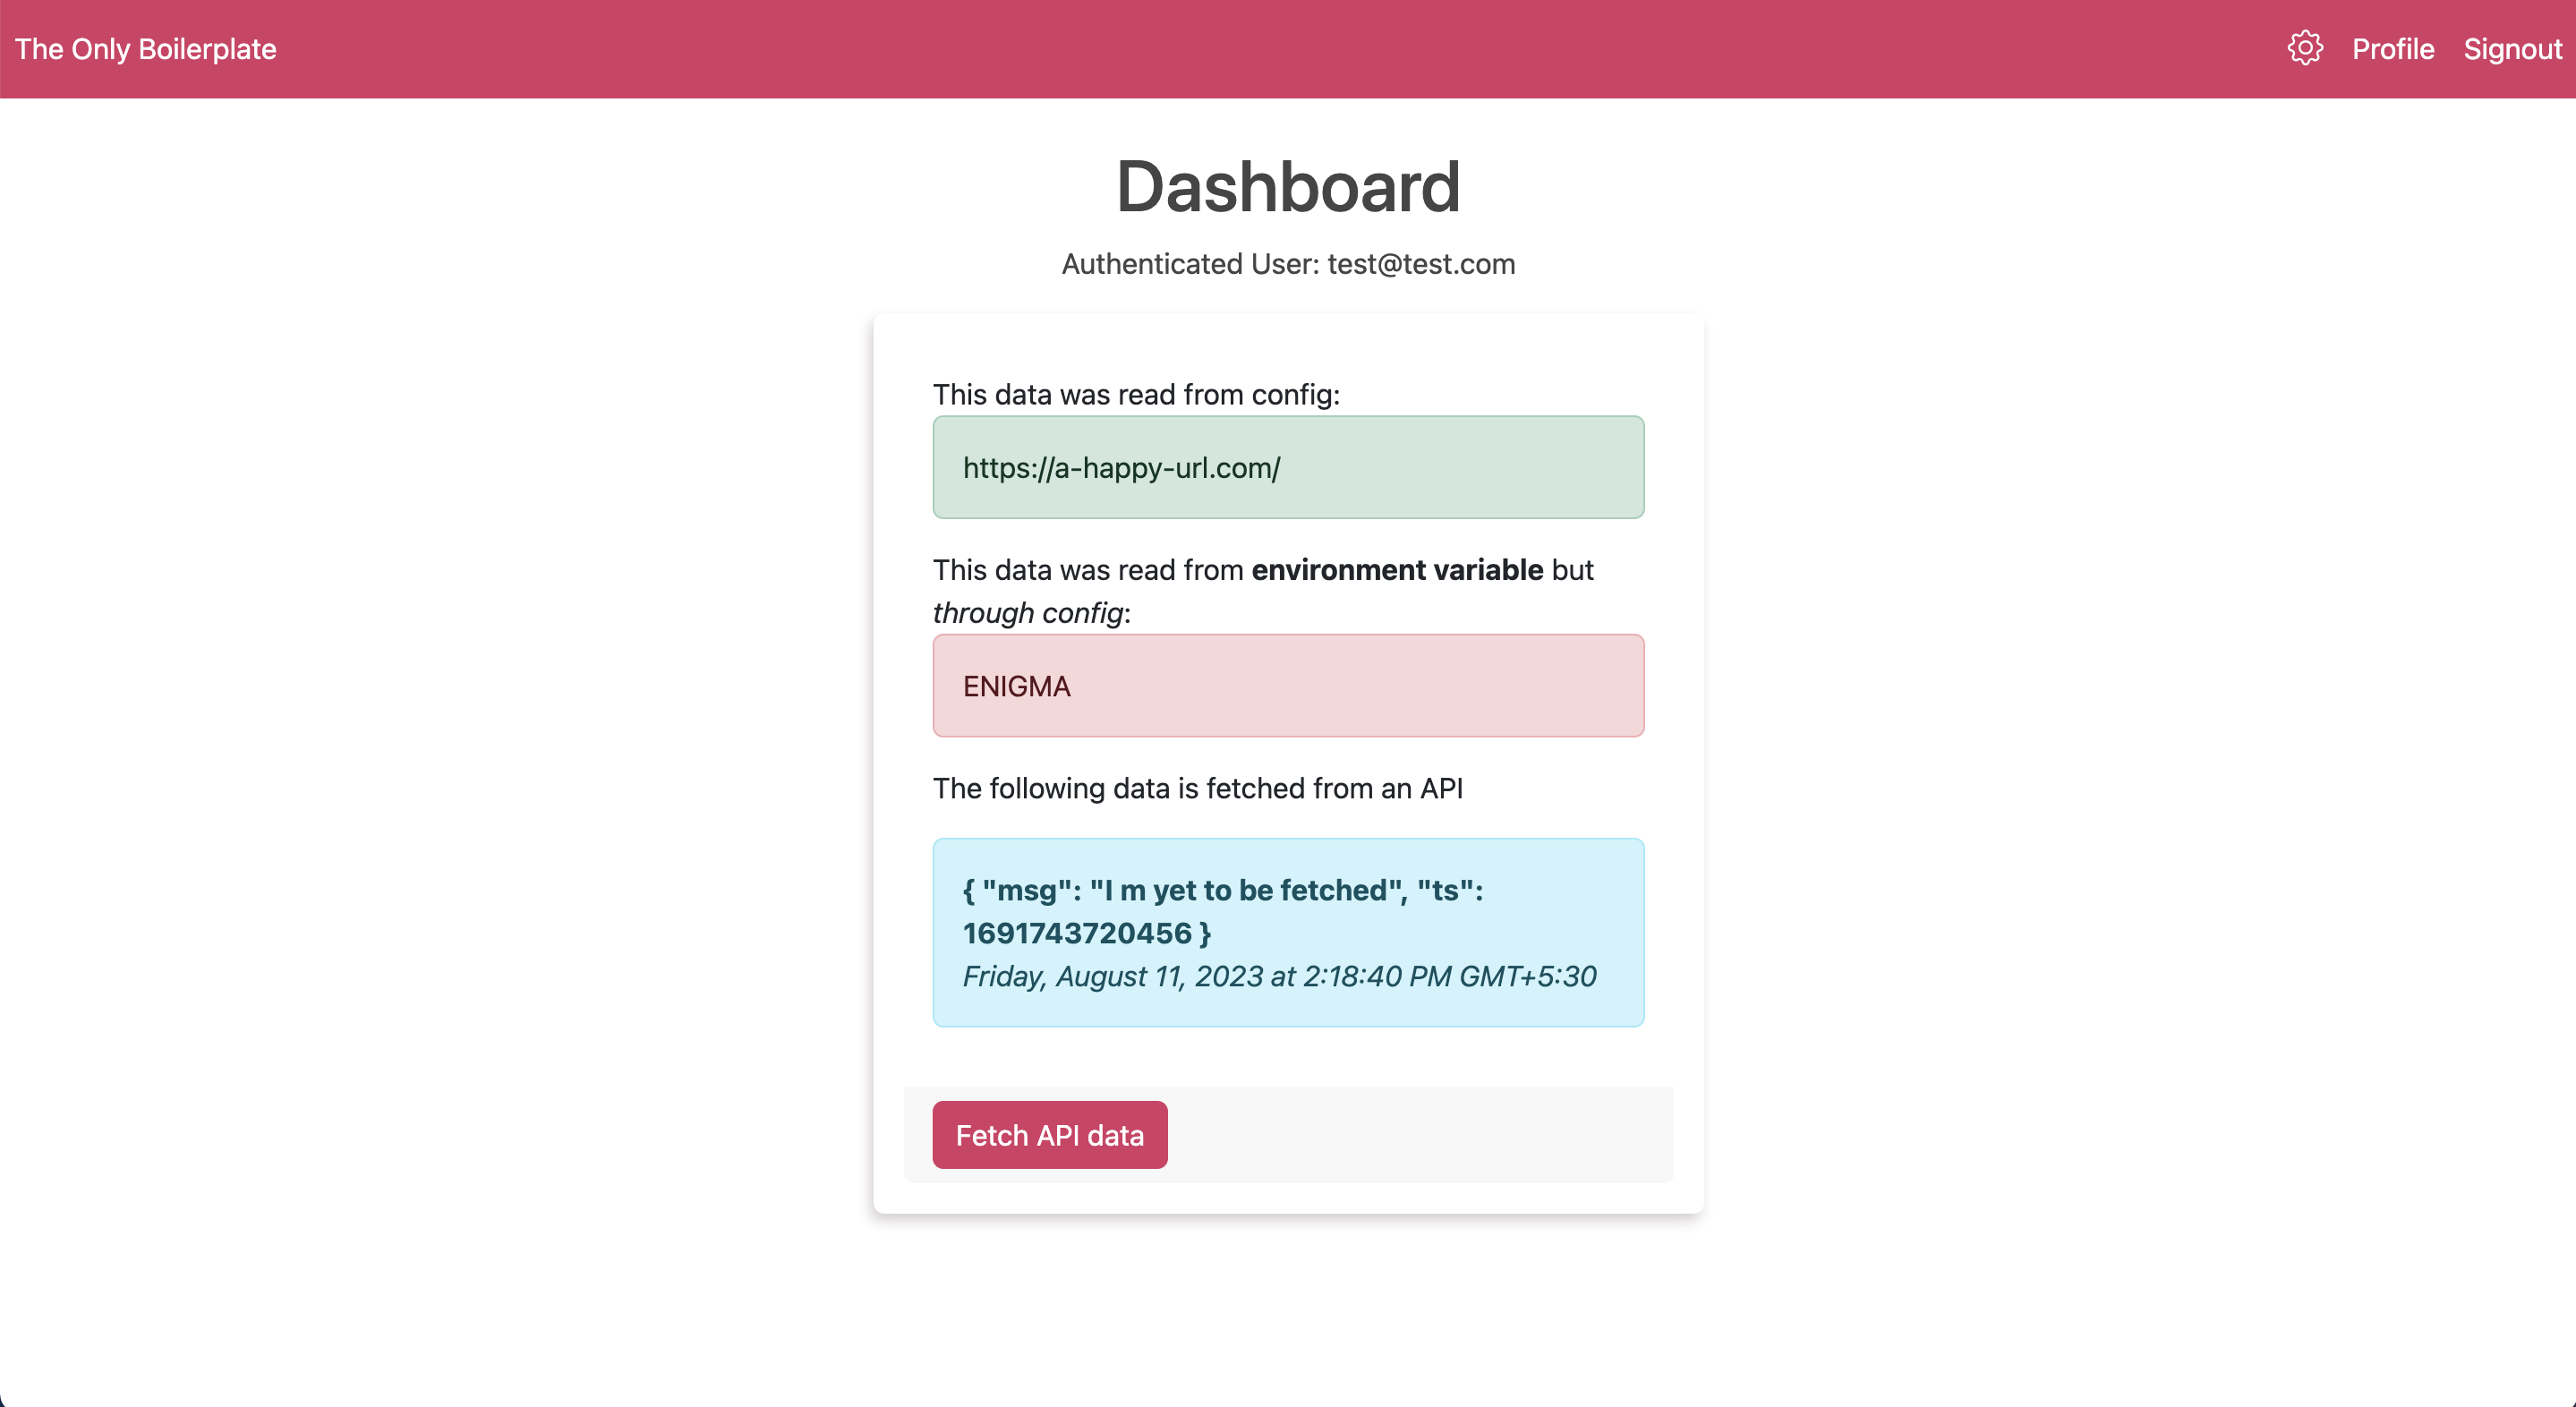 The Only Boilerplate
Profile
Signout
Dashboard
Authenticated User: test@test.com
This data was read from config:
https://a-happy-url.com/
This data was read from environment variable but
through config:
ENIGMA
The following data is fetched from an API
{ "msg": "I m yet to be fetched", "ts":
1691743720456 }
Friday, August 11, 2023 at 2:18:40 PM GMT+5:30
Fetch API data